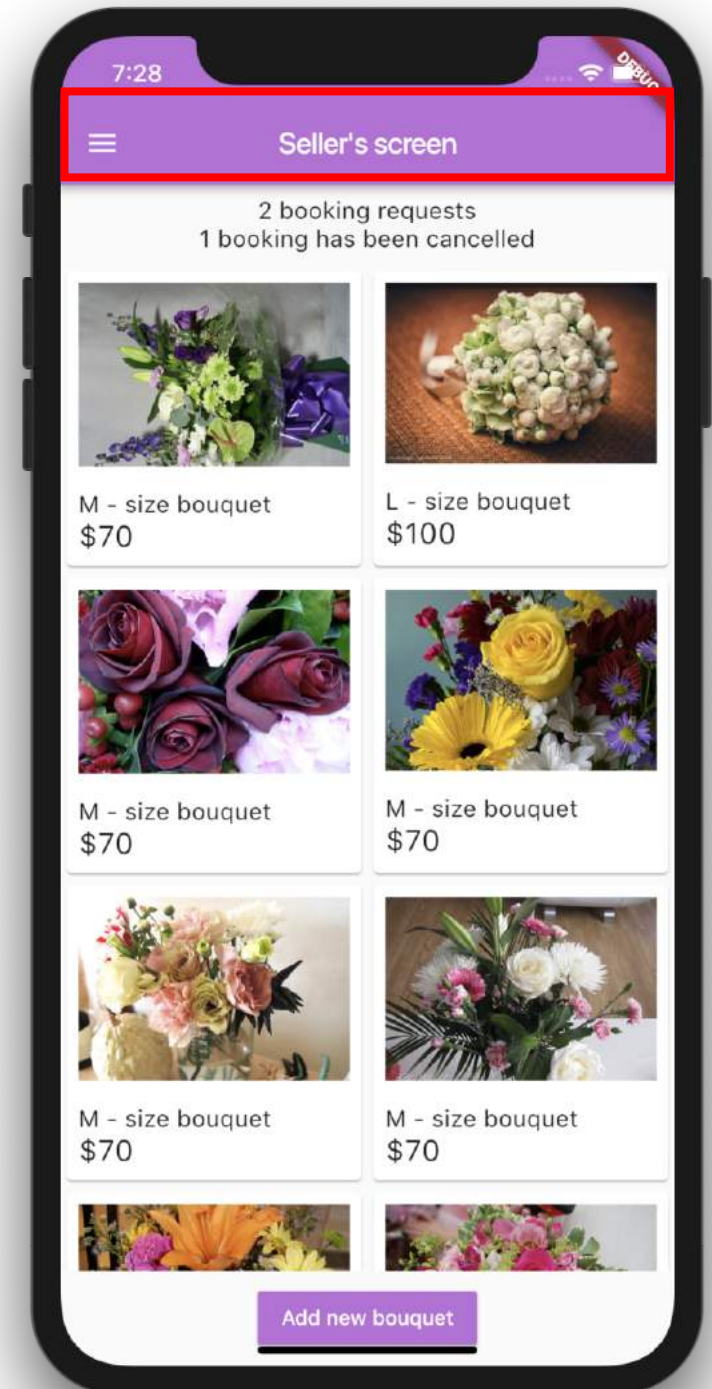 7:28
DEBUG
Seller's screen
2 booking requests
1 booking has been cancelled
M - size bouquet
$70
L - size bouquet
$100
M - size bouquet
$70
M - size bouquet
$70
M - size bouquet
$70
M - size bouquet
$70
Add new bouquet